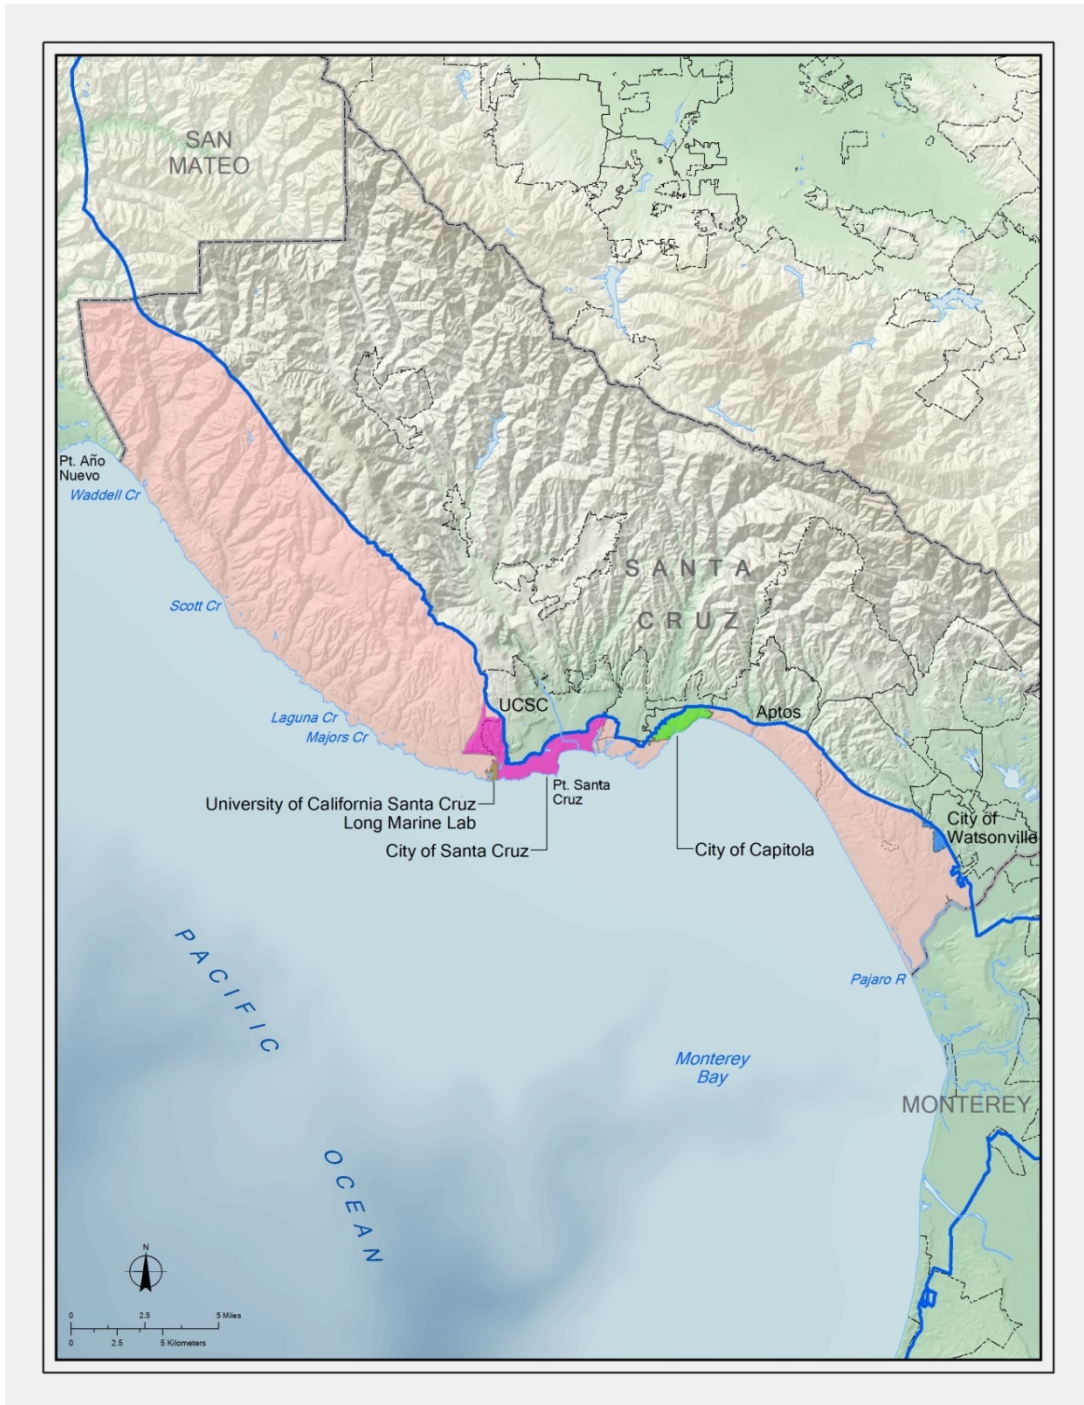 SAN
MATEO
Pt. Año
Nuevo
Waddell Cr
SANTA
CRUZ
Scott Cr
UCSC
Aptos
Laguna Cr
Majors Cr
Pt. Santa
Cruz
University of California Santa Cruz
Long Marine Lab
City of Santa Cruz
City of Capitola
City of
Watsonville
PACIFIC
Pajaro R
Monterey
Bay
MONTEREY
OCEAN
N
0 2.5 5 Miles
0 2.5 5 Kilometers